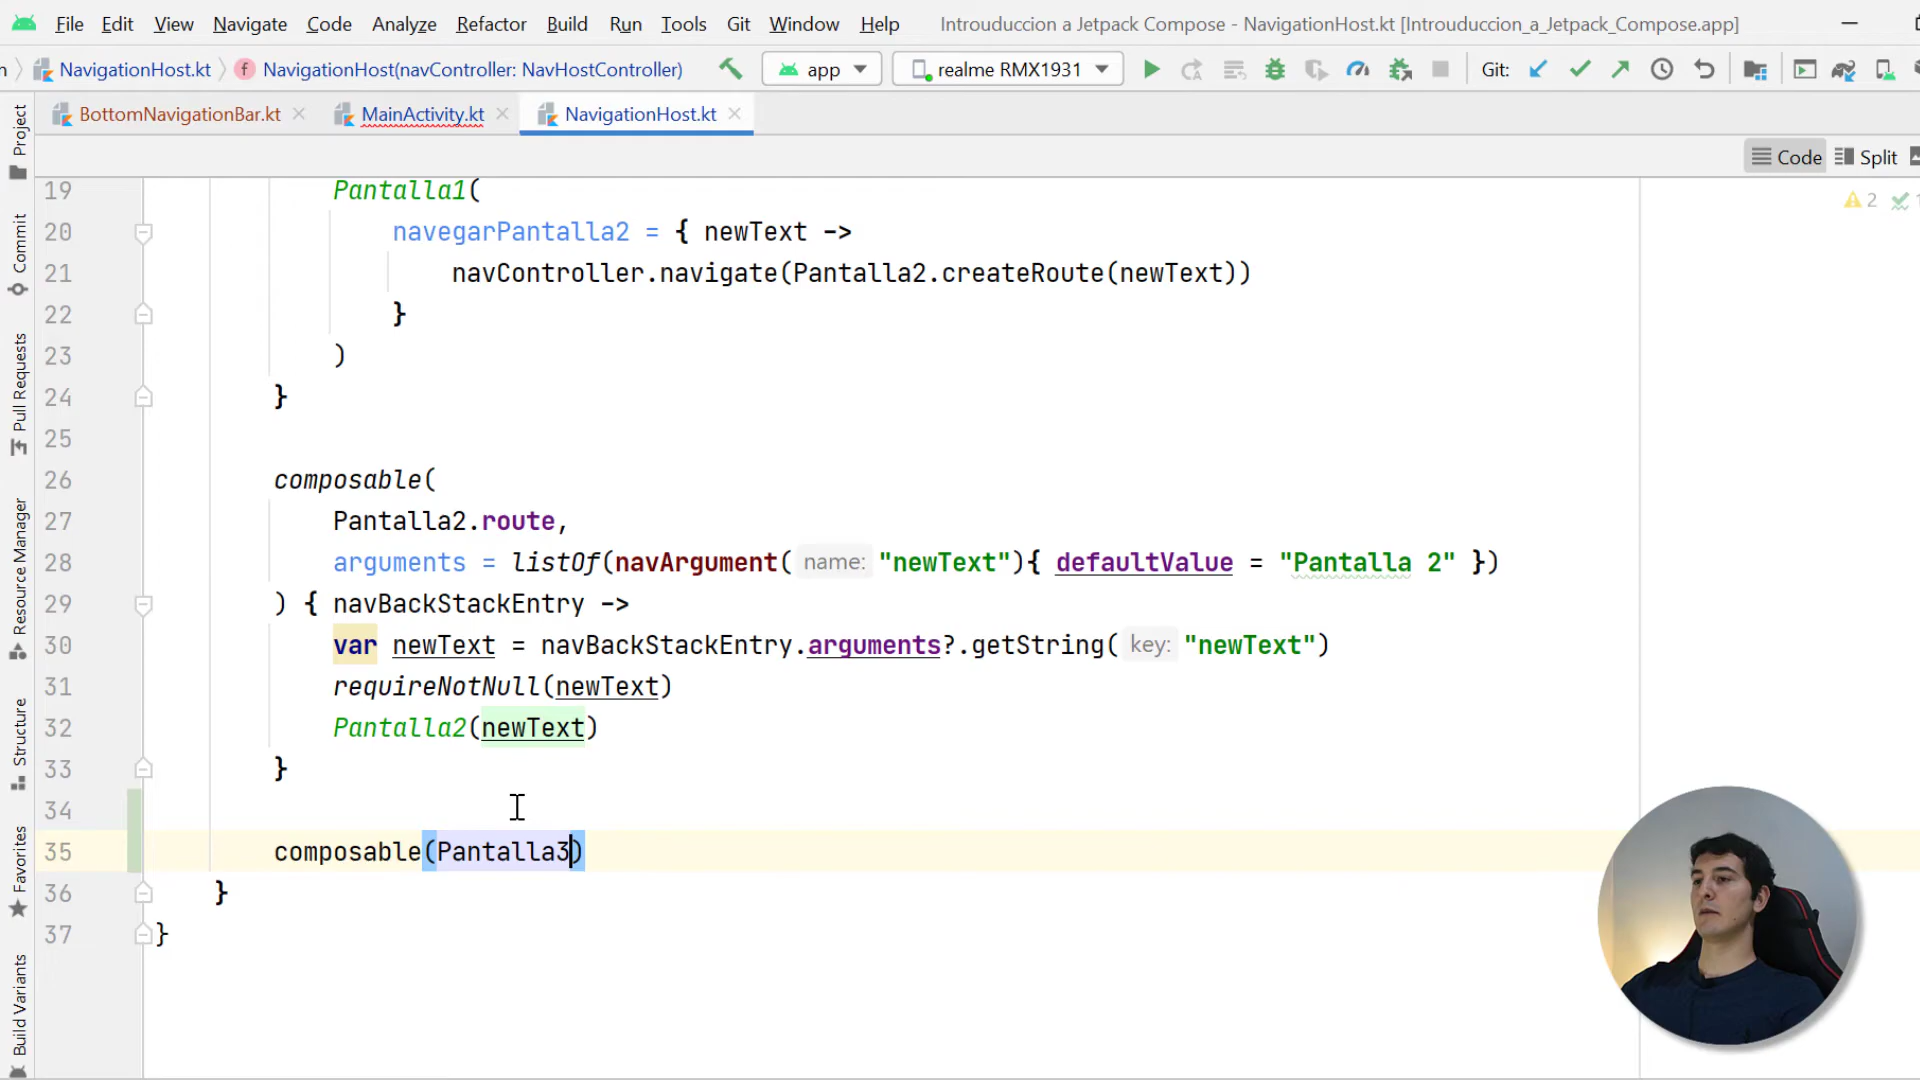 File Edit View Navigate Code Analyze Refactor Build Run Tools Git Window Help Introuduccion a Jetpack Compose - NavigationHost.kt [Introuduccion_a_Jetpack_Compose.app]
NavigationHost.kt NavigationHost(navController: NavHostController) app realme RMX1931 Git:
BottomNavigationBar.kt MainActivity.kt NavigationHost.kt
Code Split
2 1
Project
Commit
Pull Requests
Resource Manager
Structure
Favorites
Build Variants
19 Pantalla1(
20 navegarPantalla2 = { newText ->
21 navController.navigate(Pantalla2.createRoute(newText))
22 }
23 )
24 }
25
26 composable(
27 Pantalla2.route,
28 arguments = listOf(navArgument( name: "newText"){ defaultValue = "Pantalla 2" })
29 ) { navBackStackEntry ->
30 var newText = navBackStackEntry.arguments?.getString( key: "newText")
31 requireNotNull(newText)
32 Pantalla2(newText)
33 }
34
35 composable(Pantalla3)
36 }
37 }